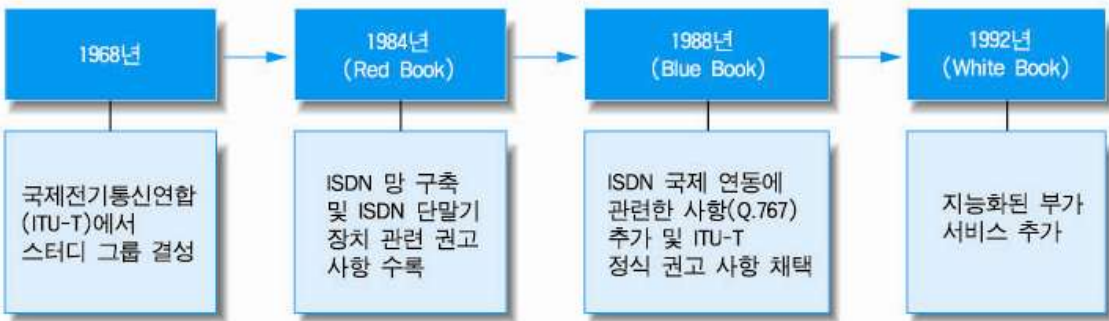 1968년
1984년
(Red Book)
1988년
(Blue Book)
1992년
(White Book)
국제전기통신연합
(ITU-T)에서
스터디 그룹 결성
ISDN 망 구축
및 ISDN 단말기
장치 관련 권고
사항 수록
ISDN 국제 연동에
관련한 사항(Q.767)
추가 및 ITU-T
정식 권고 사항 채택
지능화된 부가
서비스 추가